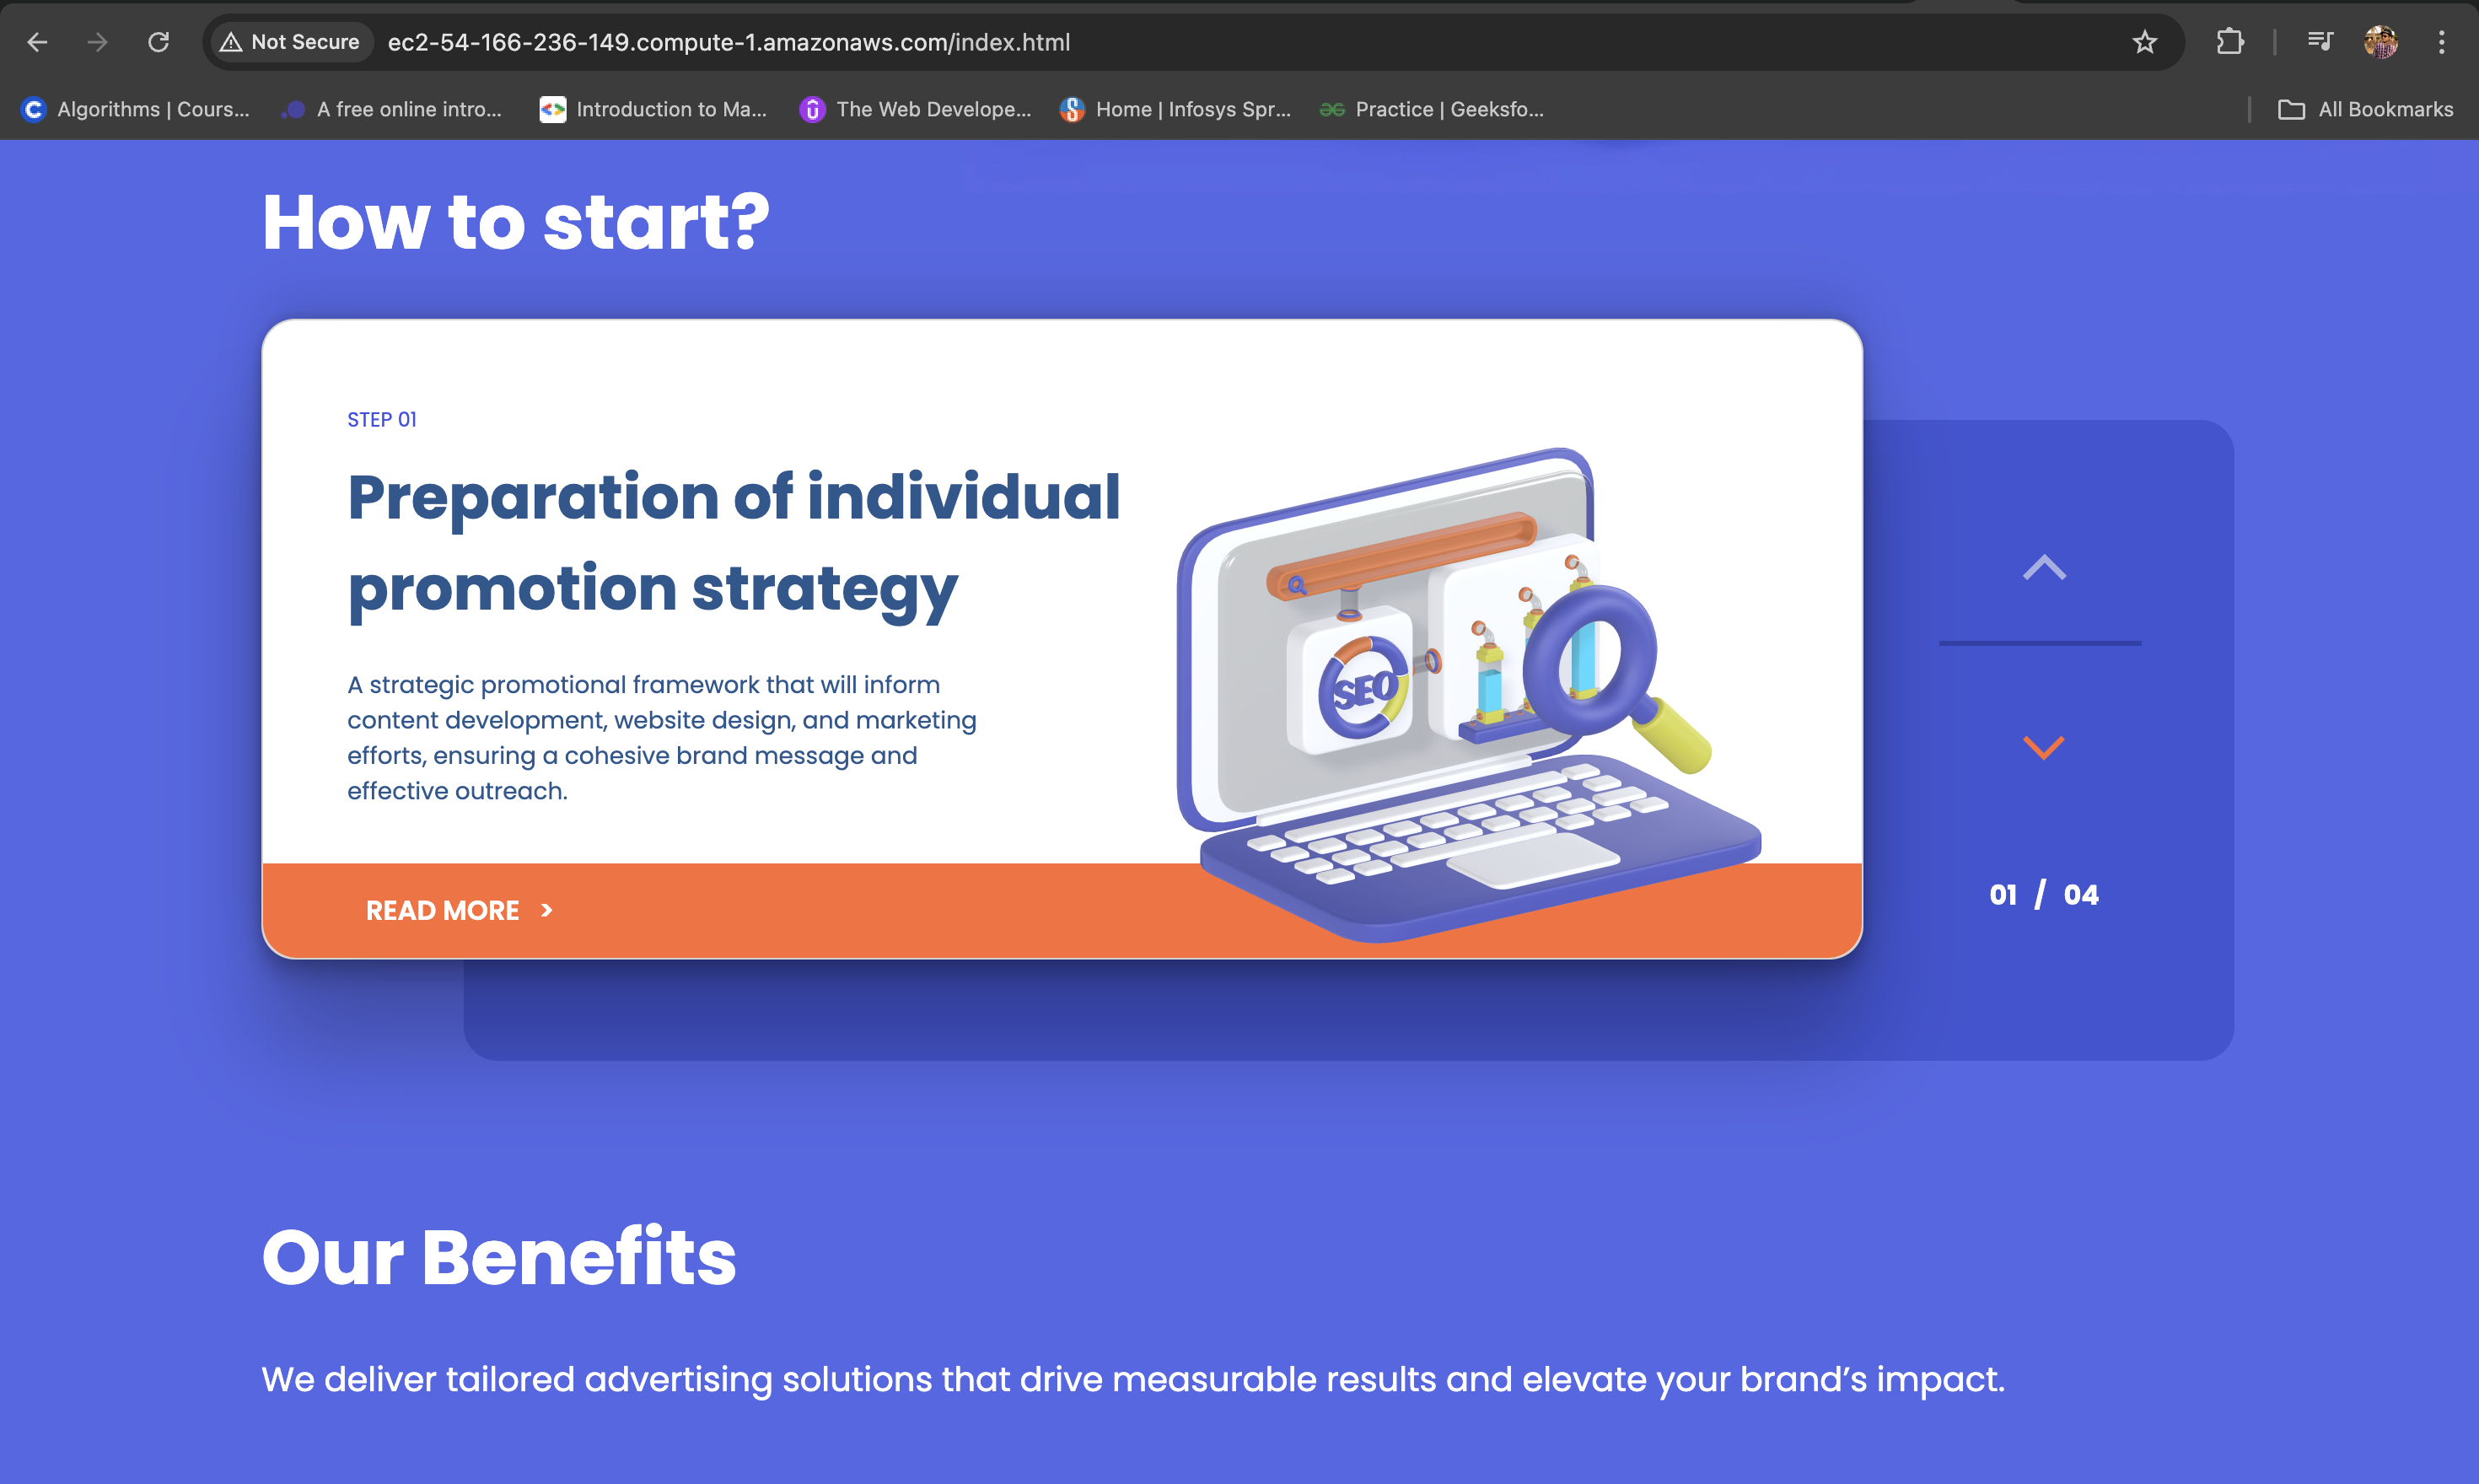 Not Secure ec2-54-166-236-149.compute-1.amazonaws.com/index.html
Algorithms | Cours... A free online intro... Introduction to Ma... The Web Develope... Home | Infosys Spr... Practice | Geeksfo... All Bookmarks
How to start?
STEP 01
Preparation of individual
promotion strategy
A strategic promotional framework that will inform
content development, website design, and marketing
efforts, ensuring a cohesive brand message and
effective outreach.
SEO
READ MORE >
01 / 04
Our Benefits
We deliver tailored advertising solutions that drive measurable results and elevate your brand’s impact.